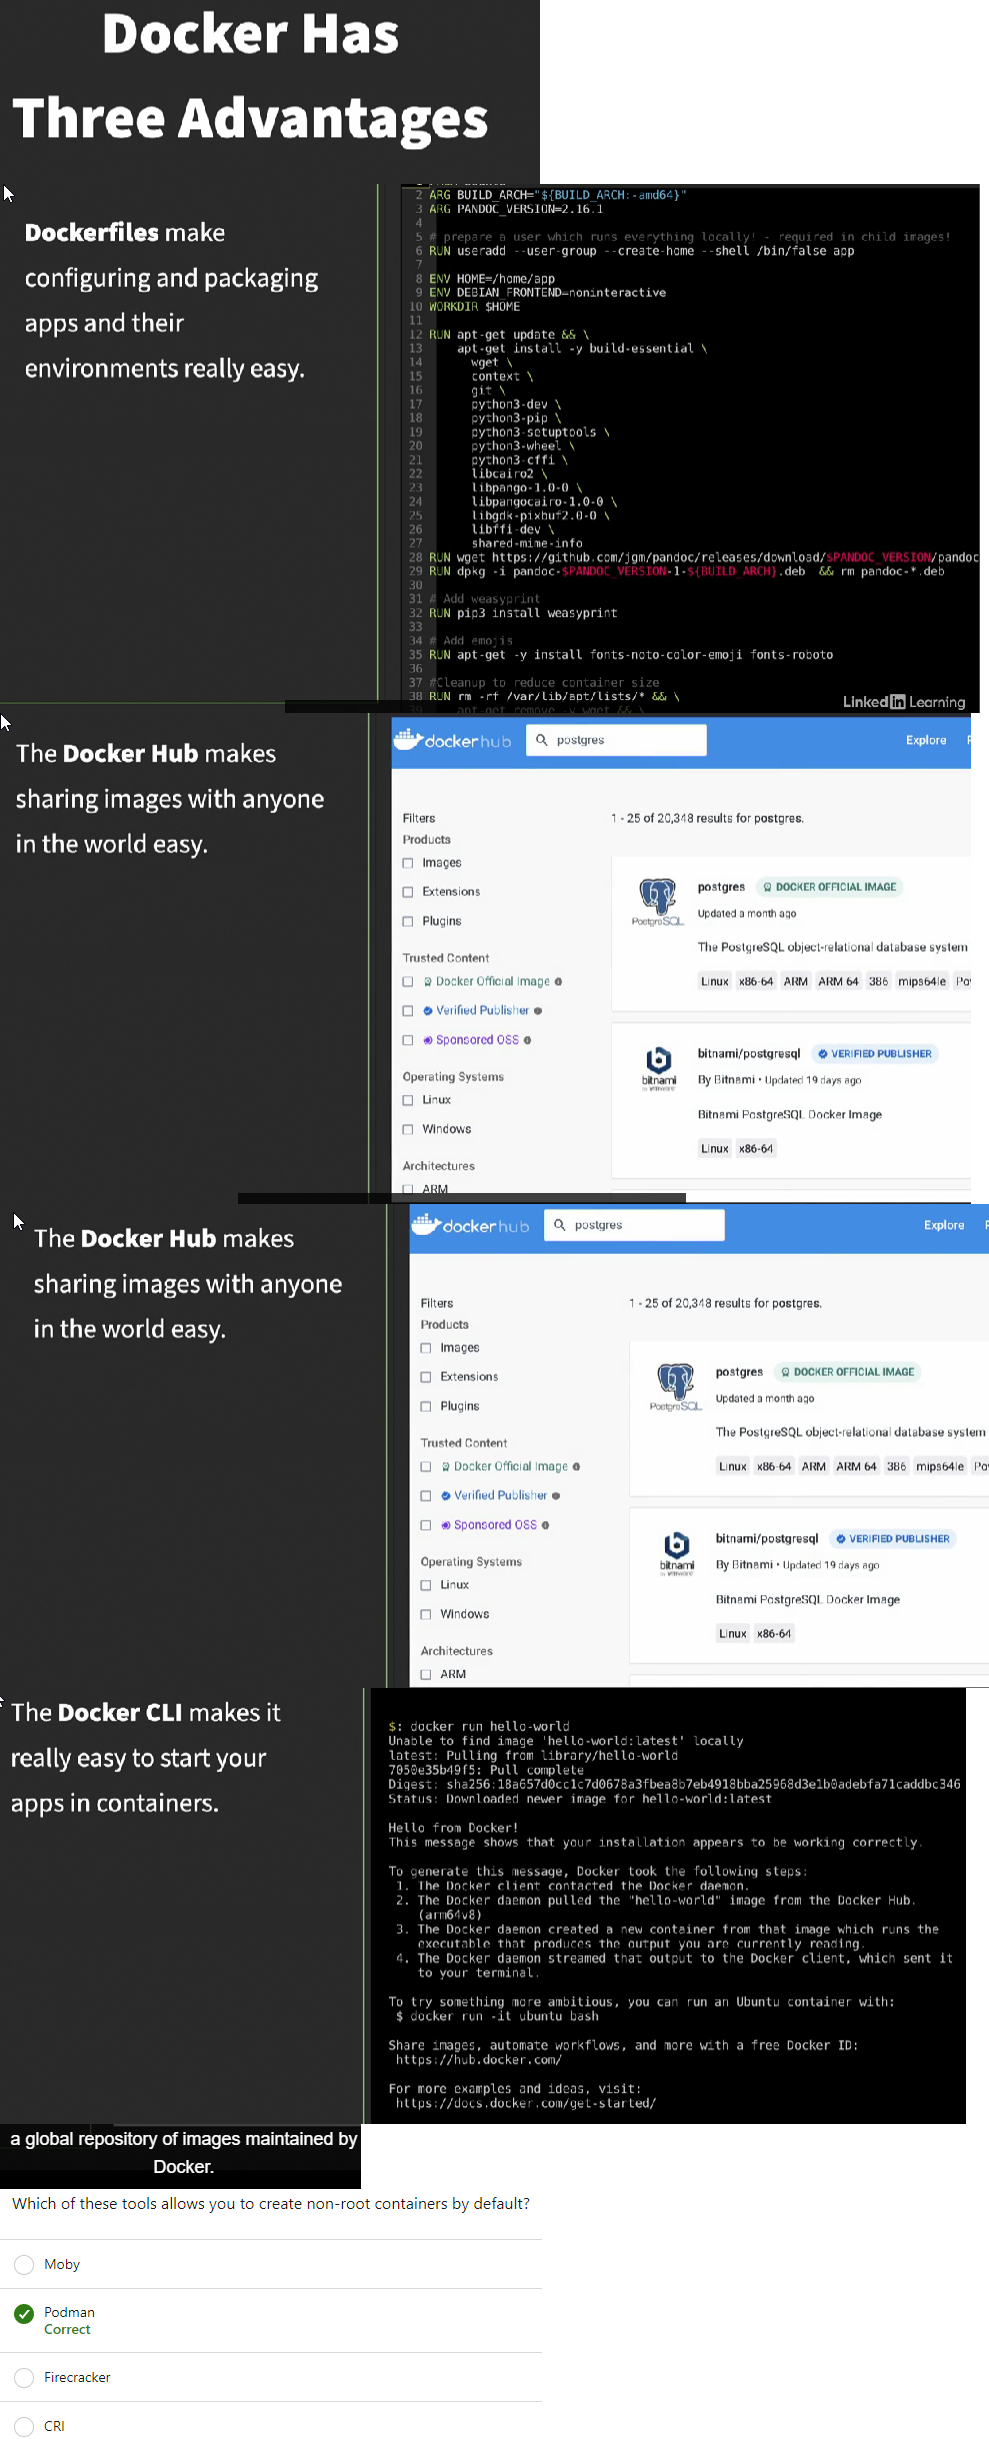 Docker Has
Three Advantages
Dockerfiles make
configuring and packaging
apps and their
environments really easy.
2 ARG BUILD_ARCH="${BUILD_ARCH:-amd64}"
3 ARG PANDOC_VERSION=2.16.1
4
5 # prepare a user which runs everything locally! - required in child images!
6 RUN useradd --user-group --create-home --shell /bin/false app
7
8 ENV HOME=/home/app
9 ENV DEBIAN_FRONTEND=noninteractive
10 WORKDIR $HOME
11
12 RUN apt-get update && \
13 apt-get install -y build-essential \
14 wget \
15 context \
16 git \
17 python3-dev \
18 python3-pip \
19 python3-setuptools \
20 python3-wheel \
21 python3-cffi \
22 libcairo2 \
23 libpango-1.0-0 \
24 libpangocairo-1.0-0 \
25 libgdk-pixbuf2.0-0 \
26 libffi-dev \
27 shared-mime-info
28 RUN wget https://github.com/jgm/pandoc/releases/download/$PANDOC_VERSION/pandoc
29 RUN dpkg -i pandoc-$PANDOC_VERSION-1-${BUILD_ARCH}.deb && rm pandoc-*.deb
30
31 # Add weasyprint
32 RUN pip3 install weasyprint
33
34 # Add emojis
35 RUN apt-get -y install fonts-noto-color-emoji fonts-roboto
36
37 #Cleanup to reduce container size
38 RUN rm -rf /var/lib/apt/lists/* && \
39 apt-get remove -y wget && \
LinkedIn Learning
The Docker Hub makes
sharing images with anyone
in the world easy.
dockerhub
postgres
Explore
Filters
Products
Images
Extensions
Plugins
Trusted Content
Docker Official Image
Verified Publisher
Sponsored OSS
Operating Systems
Linux
Windows
Architectures
ARM
1 - 25 of 20,348 results for postgres.
PostgreSQL
postgres DOCKER OFFICIAL IMAGE
Updated a month ago
The PostgreSQL object-relational database system
Linux x86-64 ARM ARM 64 386 mips64le
bitnami
bitnami/postgresql VERIFIED PUBLISHER
By Bitnami • Updated 19 days ago
Bitnami PostgreSQL Docker Image
Linux x86-64
The Docker Hub makes
sharing images with anyone
in the world easy.
dockerhub
postgres
Explore
Filters
Products
Images
Extensions
Plugins
Trusted Content
Docker Official Image
Verified Publisher
Sponsored OSS
Operating Systems
Linux
Windows
Architectures
ARM
1 - 25 of 20,348 results for postgres.
PostgreSQL
postgres DOCKER OFFICIAL IMAGE
Updated a month ago
The PostgreSQL object-relational database system
Linux x86-64 ARM ARM 64 386 mips64le
bitnami
bitnami/postgresql VERIFIED PUBLISHER
By Bitnami • Updated 19 days ago
Bitnami PostgreSQL Docker Image
Linux x86-64
The Docker CLI makes it
really easy to start your
apps in containers.
$: docker run hello-world
Unable to find image 'hello-world:latest' locally
latest: Pulling from library/hello-world
7050e35b49f5: Pull complete
Digest: sha256:18a657d0cc1c7d0678a3fbea8b7eb4918bba25968d3e1b0adebfa71caddbc346
Status: Downloaded newer image for hello-world:latest
Hello from Docker!
This message shows that your installation appears to be working correctly.
To generate this message, Docker took the following steps:
1. The Docker client contacted the Docker daemon.
2. The Docker daemon pulled the "hello-world" image from the Docker Hub.
(arm64v8)
3. The Docker daemon created a new container from that image which runs the
executable that produces the output you are currently reading.
4. The Docker daemon streamed that output to the Docker client, which sent it
to your terminal.
To try something more ambitious, you can run an Ubuntu container with:
$ docker run -it ubuntu bash
Share images, automate workflows, and more with a free Docker ID:
https://hub.docker.com/
For more examples and ideas, visit:
https://docs.docker.com/get-started/
a global repository of images maintained by
Docker.
Which of these tools allows you to create non-root containers by default?
Moby
Podman
Correct
Firecracker
CRI